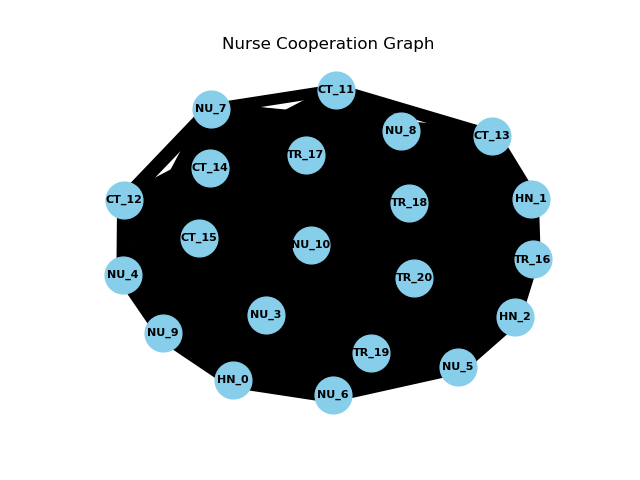 Nurse Cooperation Graph
CT_11
NU_7
NU_8
CT_13
TR_17
CT_14
CT_12
HN_1
TR_18
CT_15
NU_10
TR_16
NU_4
TR_20
NU_3
HN_2
NU_9
TR_19
NU_5
HN_0
NU_6